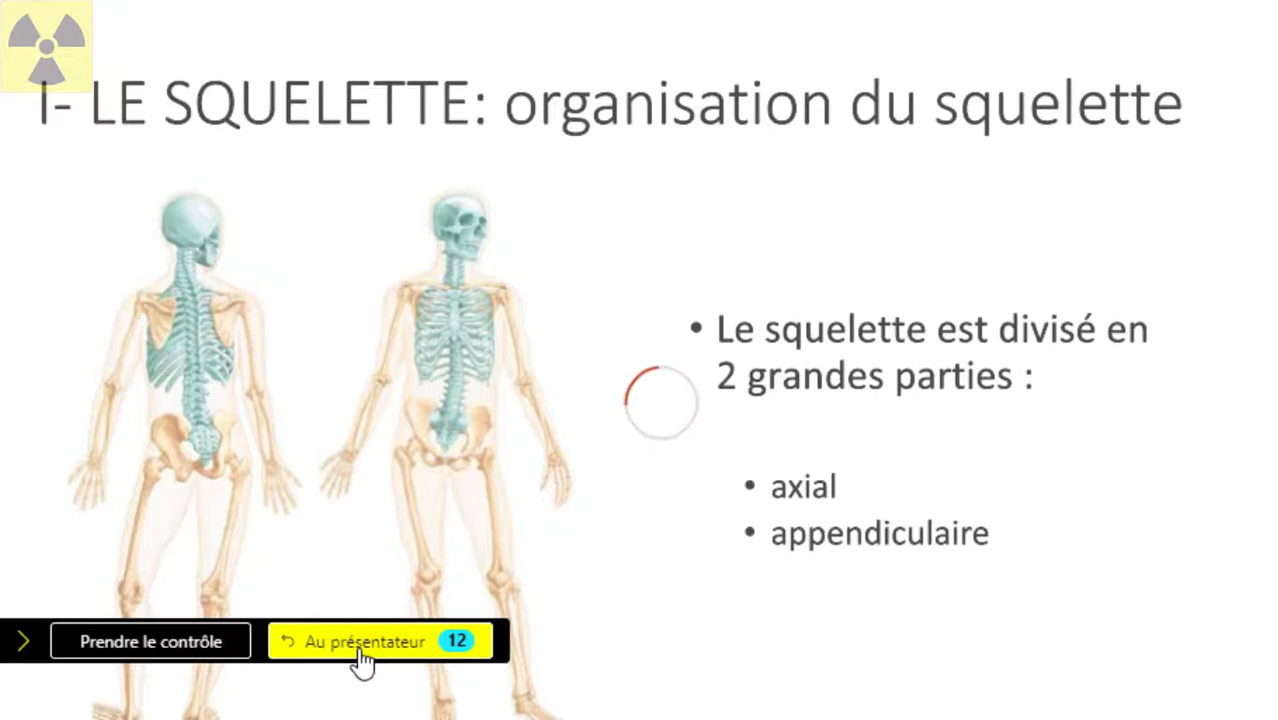 I- LE SQUELETTE: organisation du squelette
• Le squelette est divisé en
2 grandes parties :
• axial
• appendiculaire
Prendre le contrôle
Au présentateur 12